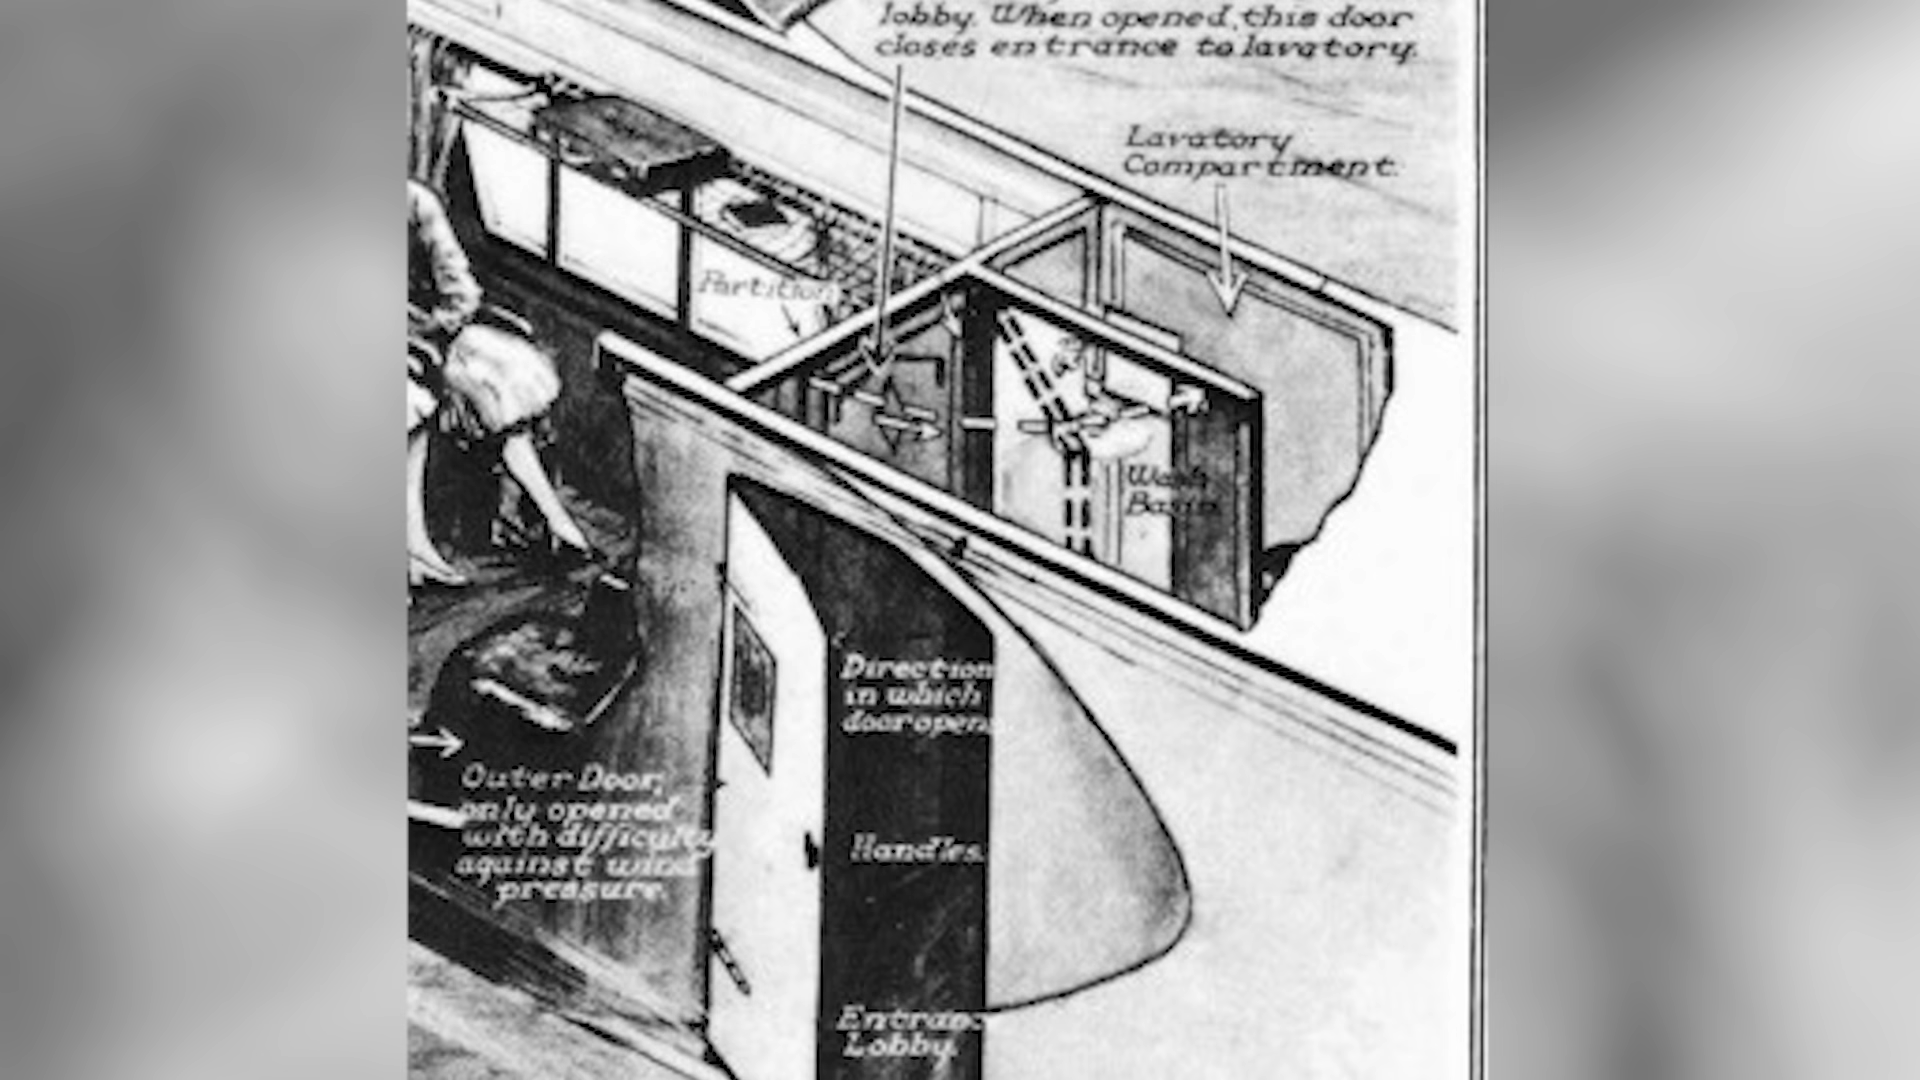 lobby. When opened, this door
closes entrance to lavatory.
Lavatory
Compartment.
Partition
Wash
Basin
Direction
in which
door opens
Outer Door,
only opened
with difficulty
against wind
pressure.
Handles.
Entrance
Lobby.